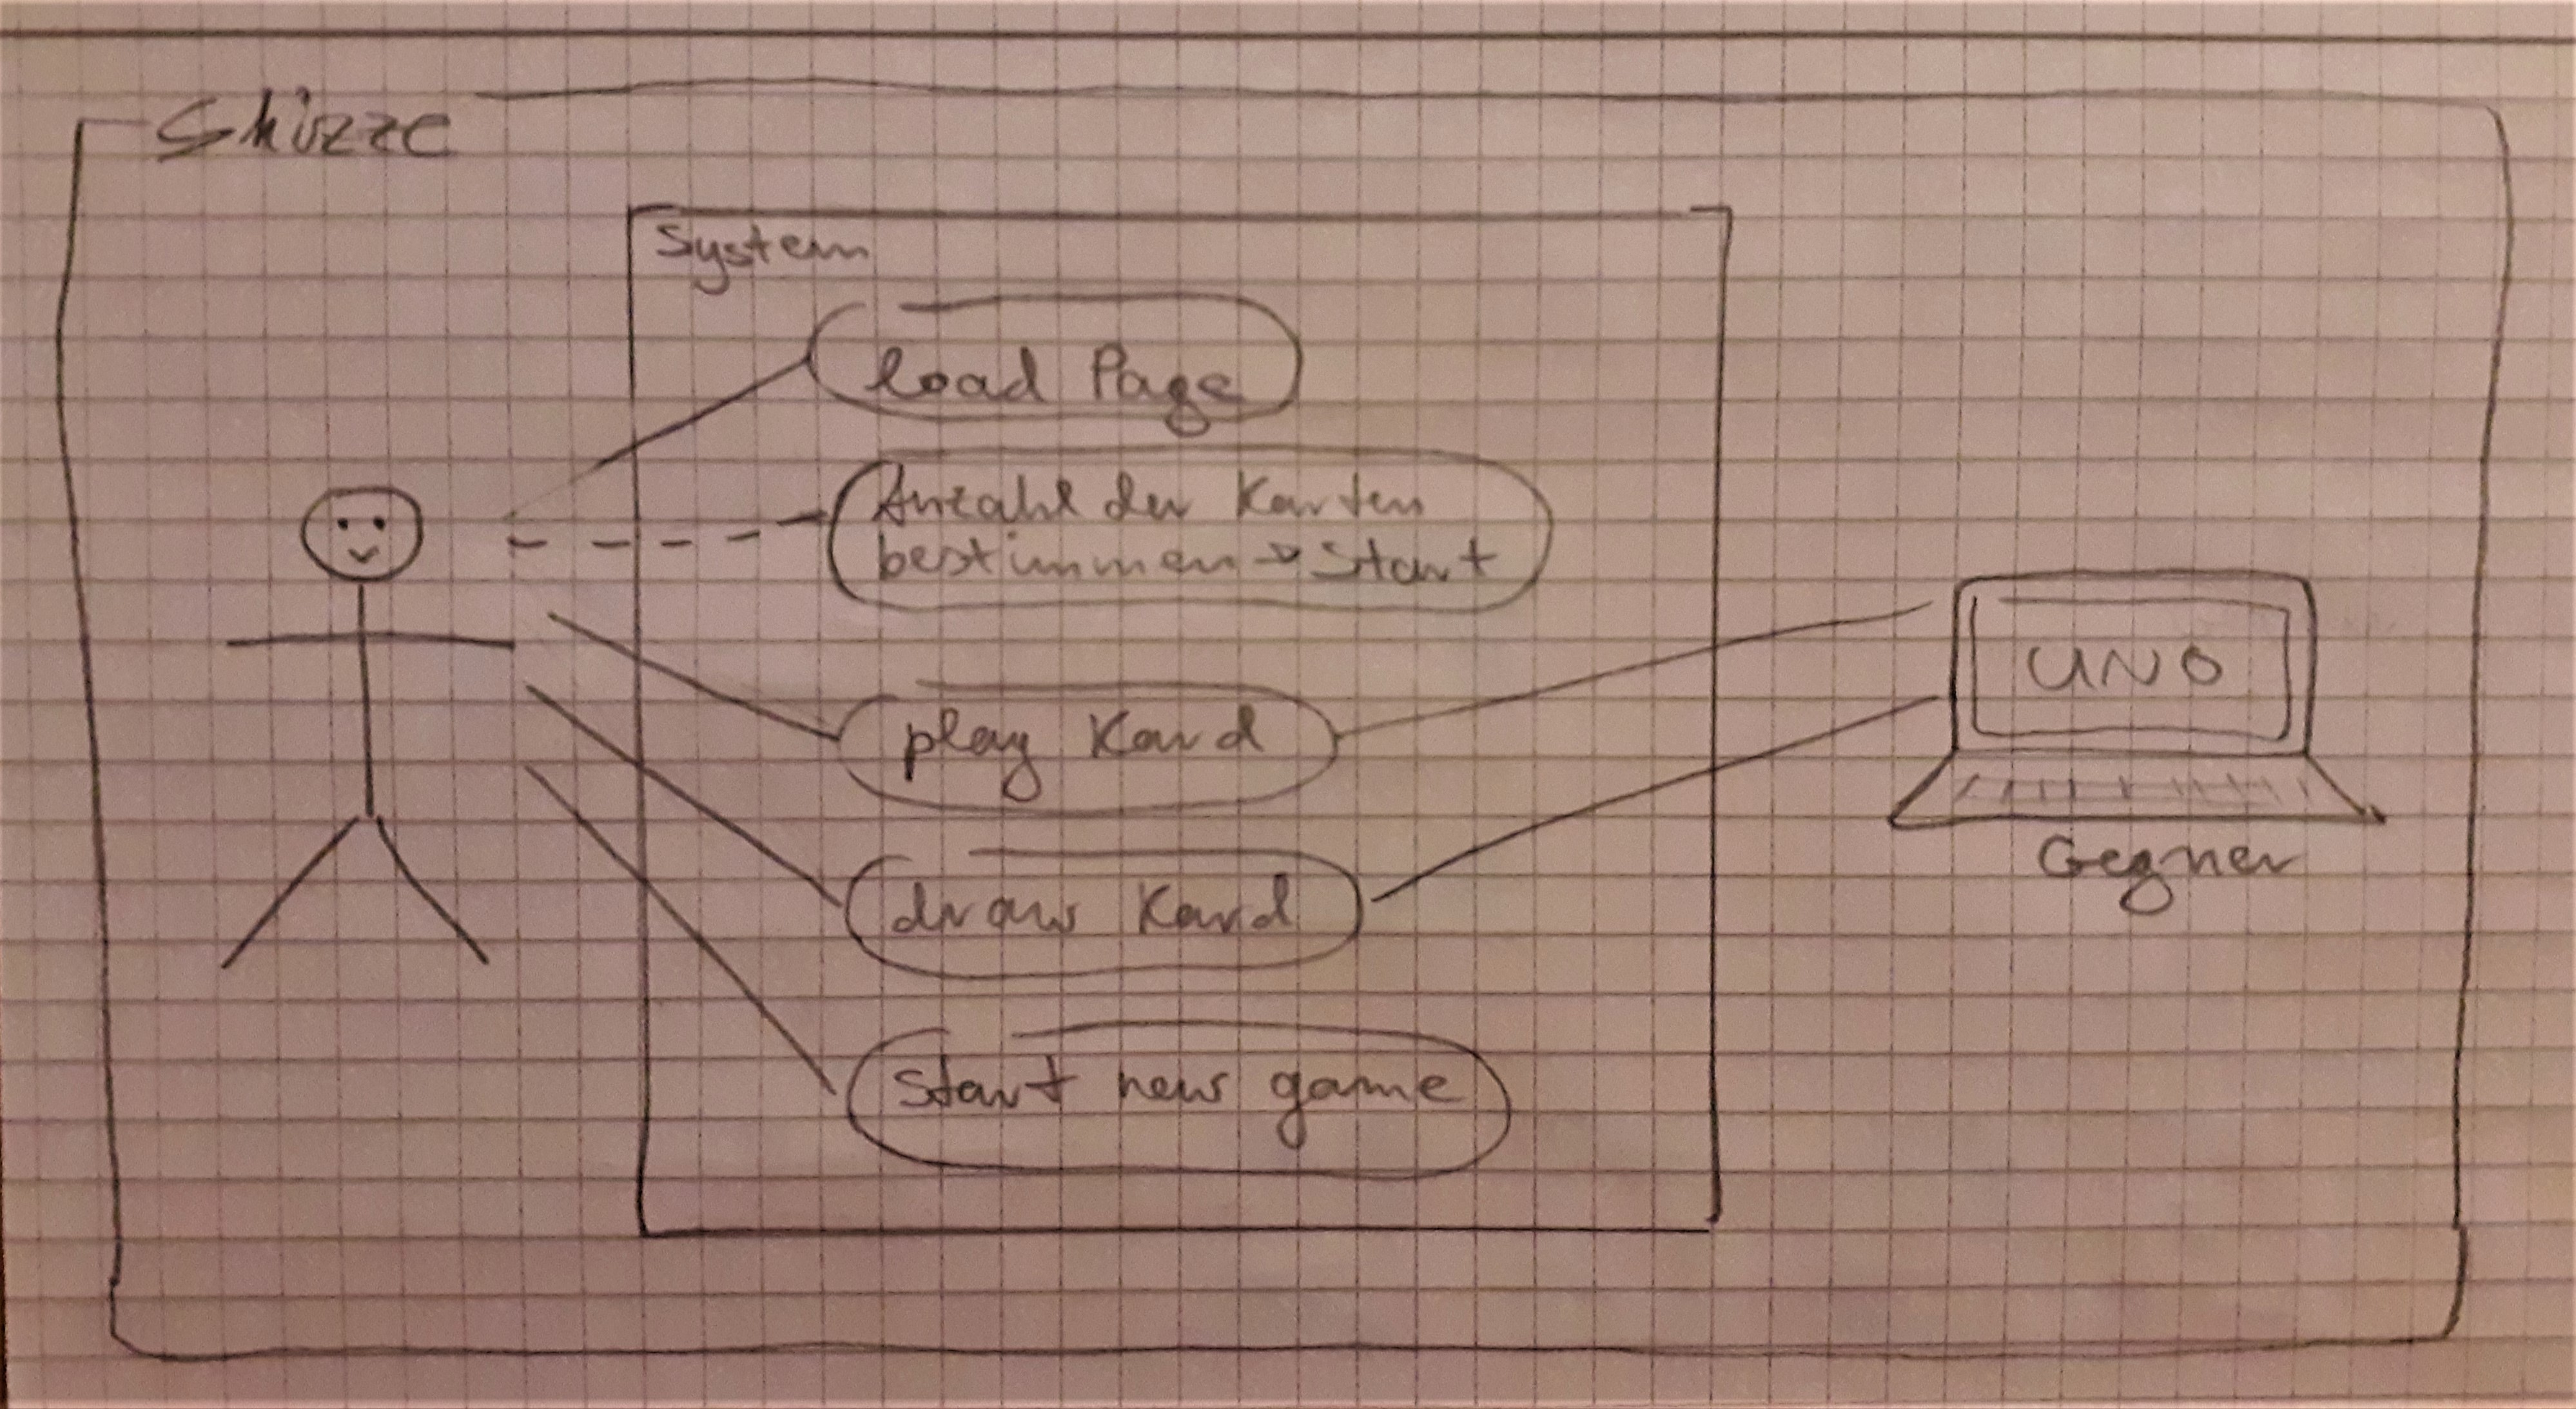 Skizze
System
load Page
Anzahl der Karten
bestimmen → Start
play Kard
UNO
Gegner
draw Kard
start new game